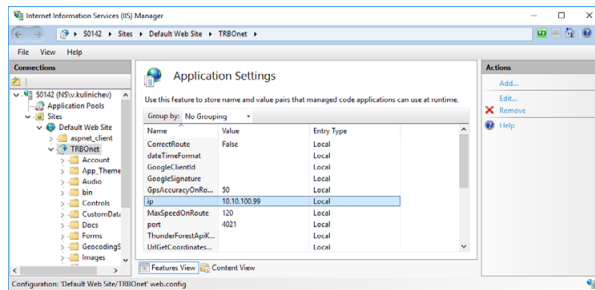 Internet Information Services (IIS) Manager
S0142 ▸ Sites ▸ Default Web Site ▸ TRBOnet ▸
File View Help
Connections
S0142 (NS\v.kulinichev)
Application Pools
Sites
Default Web Site
aspnet_client
TRBOnet
Account
App_Theme
Audio
bin
Controls
CustomData
Docs
Forms
GeocodingS
Images
Application Settings
Use this feature to store name and value pairs that managed code applications can use at runtime.
Group by: No Grouping
Name Value Entry Type
CorrectRoute False Local
dateTimeFormat Local
GoogleClientId Local
GoogleSignature Local
GpsAccuracyOnRo... 50 Local
ip 10.10.100.99 Local
MaxSpeedOnRoute 120 Local
port 4021 Local
ThunderForestApiK... Local
UrlGetCoordinates... Local
Features View Content View
Actions
Add...
Edit...
Remove
Help
Configuration: 'Default Web Site/TRBOnet' web.config